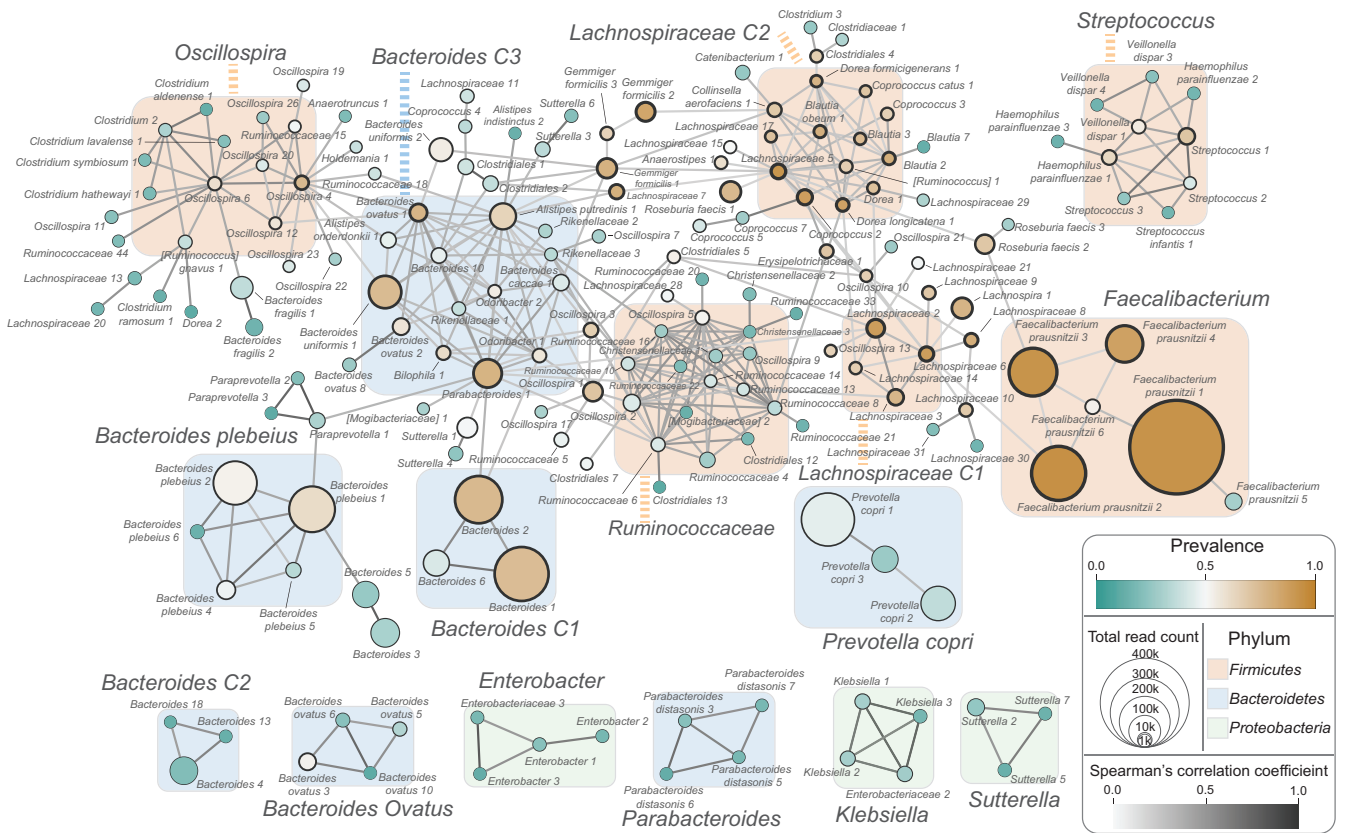 Oscillospira
Clostridium
aldenense 1
Oscillospira 19
Oscillospira 26
Anaerotruncus 1
Clostridium 2
Ruminococcaceae 15
Clostridium lavalense 1
Oscillospira 20
Holdemania 1
Clostridium symbiosum 1
Ruminococcaceae 18
Clostridium hathewayi 1
Oscillospira 6
Oscillospira 4
Oscillospira 11
Oscillospira 12
Ruminococcaceae 44
[Ruminococcus]
gnavus 1
Oscillospira 23
Lachnospiraceae 13
Oscillospira 22
Lachnospiraceae 20
Clostridium
ramosum 1
Dorea 2
Bacteroides
fragilis 1
Bacteroides
fragilis 2
Bacteroides C3
Lachnospiraceae 11
Coprococcus 4
Bacteroides
uniformis 2
Alistipes
indistinctus 2
Sutterella 6
Sutterella 3
Clostridiales 1
Clostridiales 2
Bacteroides
ovatus 1
Alistipes putredinis 1
Alistipes
onderdonkii 1
Rikenellaceae 2
Oscillospira 7
Rikenellaceae 3
Bacteroides 10
Bacteroides
caccae 1
Odoribacter 2
Rikenellaceae 1
Bacteroides
uniformis 1
Bacteroides
ovatus 2
Odoribacter 1
Bilophila 1
Bacteroides
ovatus 8
Parabacteroides 1
Lachnospiraceae C2
Clostridium 3
Clostridiaceae 1
Clostridiales 4
Catenibacterium 1
Gemmiger
formicilis 3
Gemmiger
formicilis 2
Dorea formicigenerans 1
Collinsella
aerofaciens 1
Coprococcus catus 1
Blautia
obeum 1
Coprococcus 3
Lachnospiraceae 17
Blautia 3
Blautia 7
Lachnospiraceae 15
Anaerostipes 1
Lachnospiraceae 5
Blautia 2
Gemmiger
formicilis 1
[Ruminococcus] 1
Lachnospiraceae 7
Dorea 1
Lachnospiraceae 29
Roseburia faecis 1
Dorea longicatena 1
Coprococcus 7
Coprococcus 5
Coprococcus 2
Oscillospira 21
Roseburia faecis 3
Roseburia faecis 2
Clostridiales 5
Erysipelotrichaceae 1
Ruminococcaceae 20
Christensenellaceae 2
Lachnospiraceae 21
Lachnospiraceae 28
Oscillospira 10
Lachnospiraceae 9
Ruminococcaceae 33
Lachnospira 1
Oscillospira 3
Oscillospira 5
Lachnospiraceae 2
Lachnospiraceae 8
Ruminococcaceae 16
Christensenellaceae 3
Christensenellaceae 1
Oscillospira 13
Oscillospira 9
Lachnospiraceae 6
Ruminococcaceae 10
Ruminococcaceae 14
Lachnospiraceae 14
Oscillospira 1
Ruminococcaceae 22
Ruminococcaceae 13
Ruminococcaceae 8
Lachnospiraceae 10
Oscillospira 2
Lachnospiraceae 3
[Mogibacteriaceae] 2
Ruminococcaceae 21
Lachnospiraceae 31
Lachnospiraceae 30
Clostridiales 12
Lachnospiraceae C1
Ruminococcaceae 4
Clostridiales 13
Ruminococcaceae 6
Ruminococcaceae
[Mogibacteriaceae] 1
Oscillospira 17
Sutterella 1
Sutterella 4
Ruminococcaceae 5
Clostridiales 7
Streptococcus
Veillonella
dispar 3
Veillonella
dispar 4
Haemophilus
parainfluenzae 2
Haemophilus
parainfluenzae 3
Veillonella
dispar 1
Streptococcus 1
Haemophilus
parainfluenzae 1
Streptococcus 2
Streptococcus 3
Streptococcus
infantis 1
Faecalibacterium
Faecalibacterium
prausnitzii 3
Faecalibacterium
prausnitzii 4
Faecalibacterium
prausnitzii 1
Faecalibacterium
prausnitzii 6
Faecalibacterium prausnitzii 2
Faecalibacterium
prausnitzii 5
Paraprevotella 2
Paraprevotella 3
Paraprevotella 1
Bacteroides plebeius
Bacteroides
plebeius 2
Bacteroides
plebeius 1
Bacteroides
plebeius 6
Bacteroides
plebeius 4
Bacteroides
plebeius 5
Bacteroides 5
Bacteroides 3
Bacteroides 2
Bacteroides 6
Bacteroides 1
Bacteroides C1
Prevotella
copri 1
Prevotella
copri 3
Prevotella
copri 2
Prevotella copri
Bacteroides C2
Bacteroides 18
Bacteroides 13
Bacteroides 4
Bacteroides
ovatus 6
Bacteroides
ovatus 5
Bacteroides
ovatus 3
Bacteroides
ovatus 10
Bacteroides Ovatus
Enterobacter
Enterobacteriaceae 3
Enterobacter 2
Enterobacter 1
Enterobacter 3
Parabacteroides
distasonis 7
Parabacteroides
distasonis 3
Parabacteroides
distasonis 5
Parabacteroides
distasonis 6
Parabacteroides
Klebsiella 1
Klebsiella 3
Klebsiella 2
Enterobacteriaceae 2
Klebsiella
Sutterella 7
Sutterella 2
Sutterella 5
Sutterella
Prevalence
0.0 0.5 1.0
Total read count
400k
300k
200k
100k
10k
1k
Phylum
Firmicutes
Bacteroidetes
Proteobacteria
Spearman's correlation coefficieint
0.0 0.5 1.0